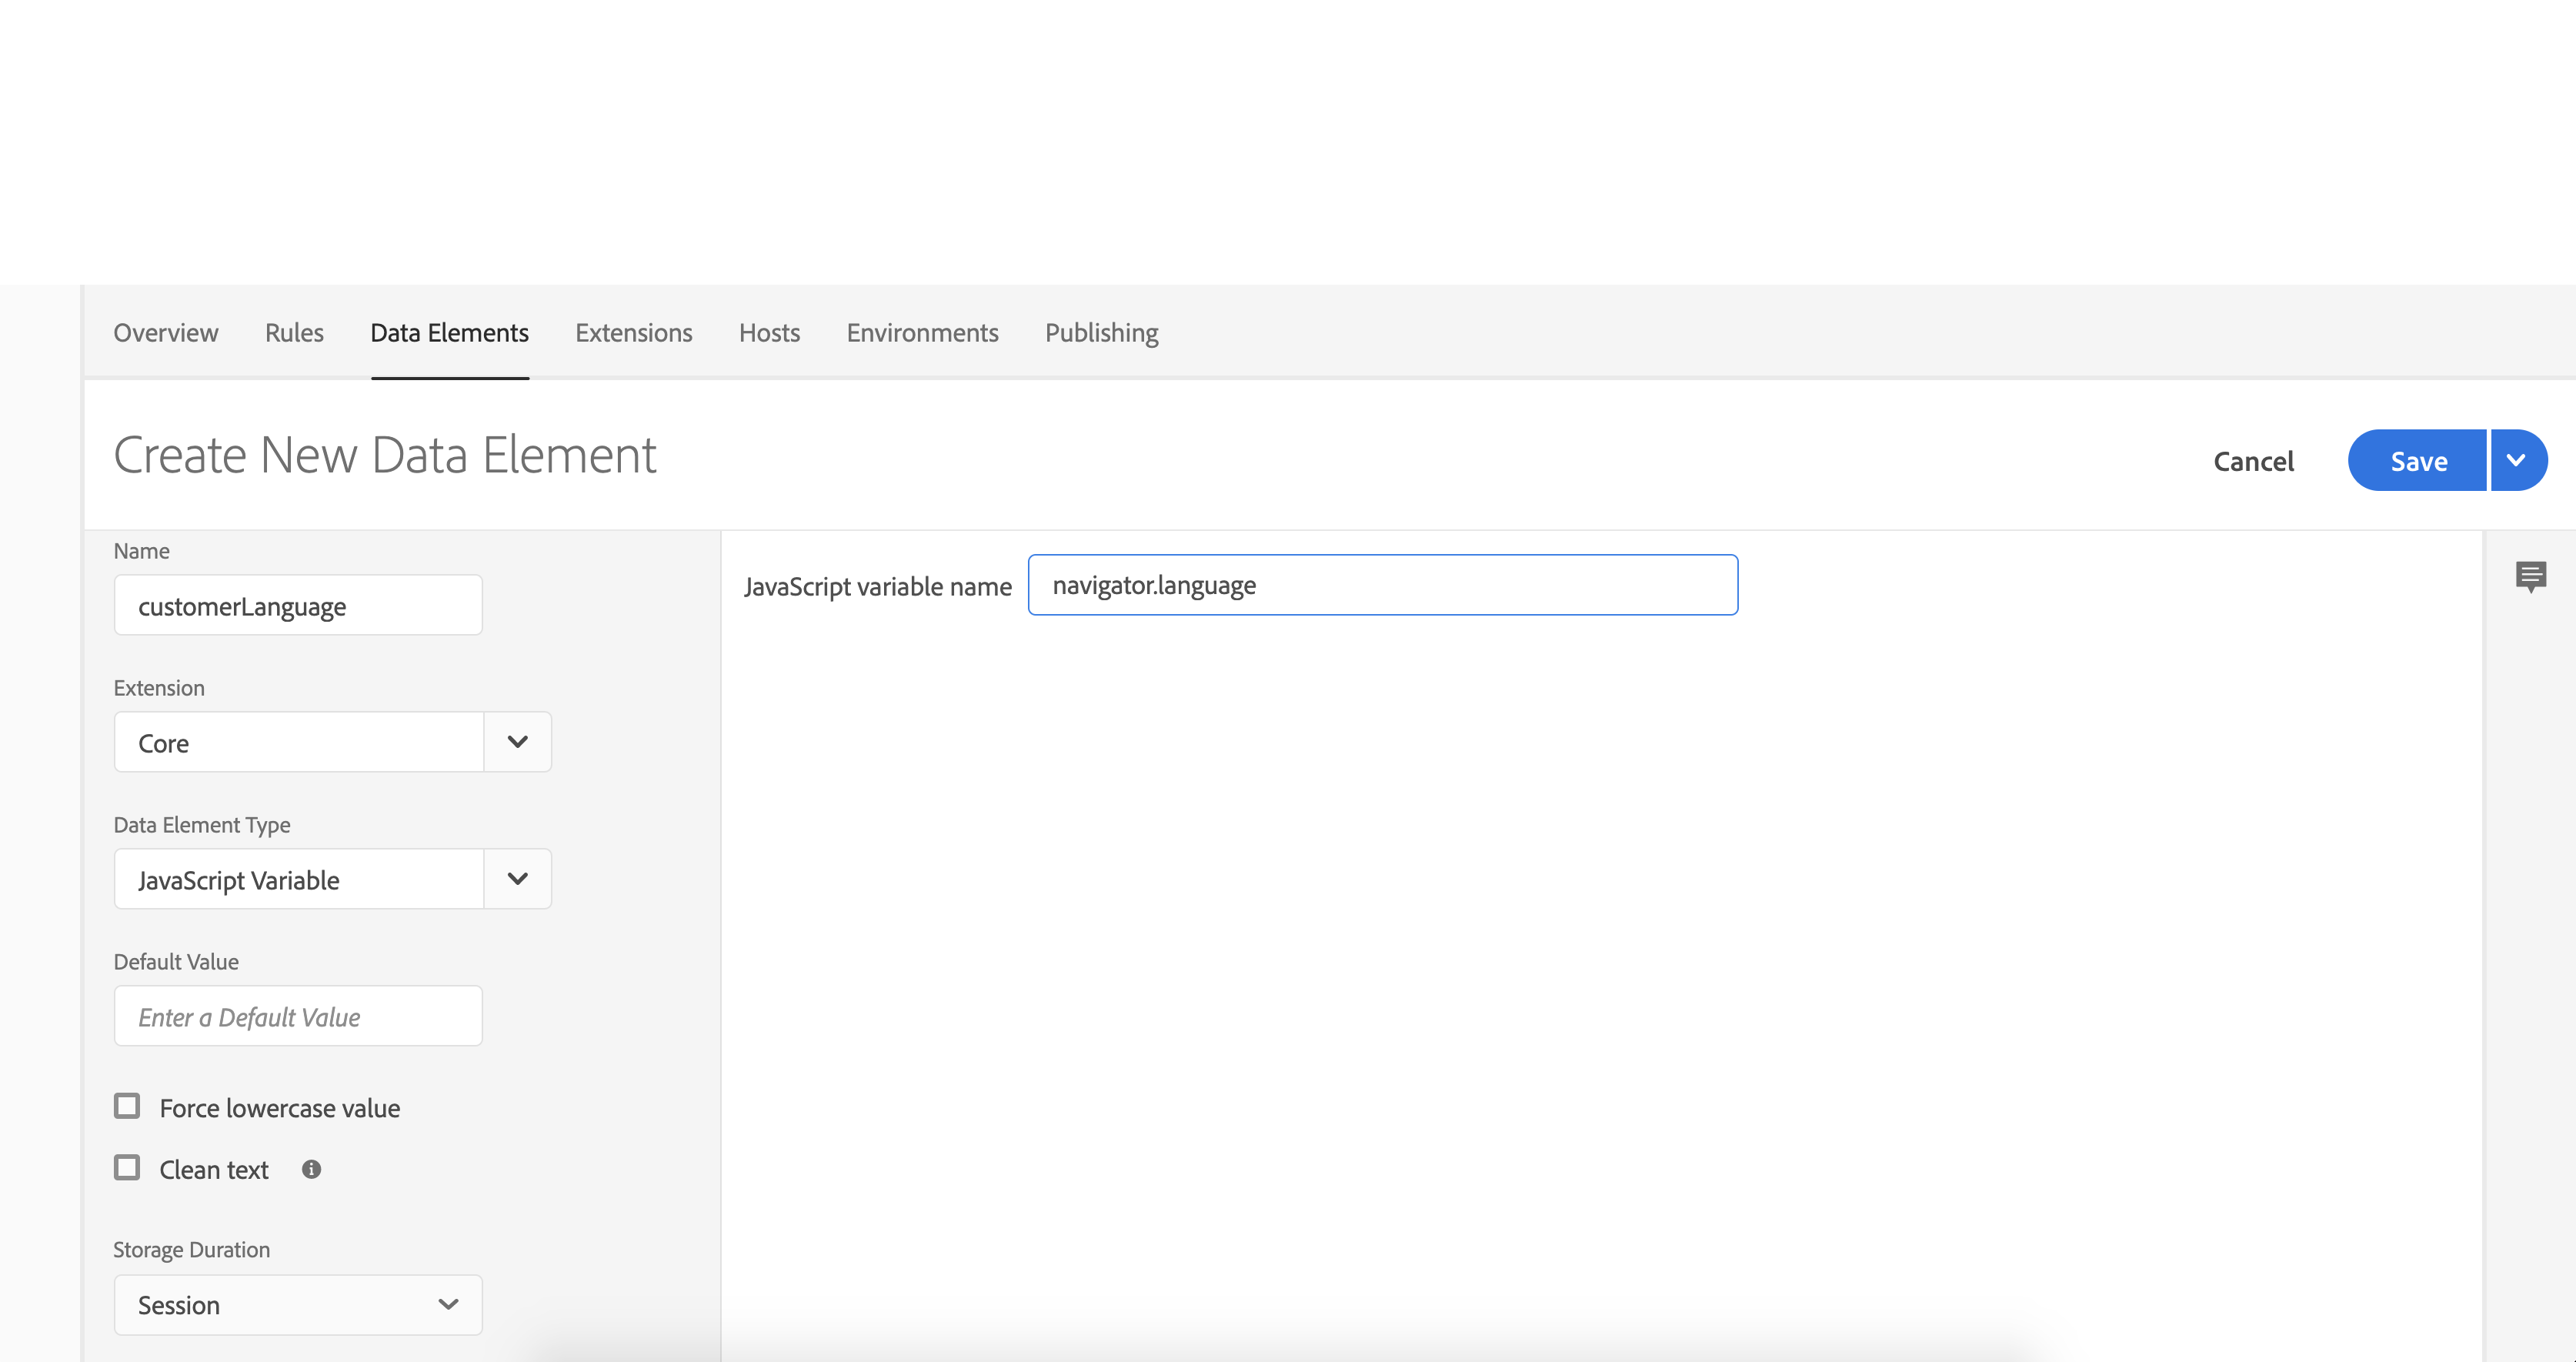 Overview Rules Data Elements Extensions Hosts Environments Publishing
Create New Data Element
Cancel Save
Name
customerLanguage
JavaScript variable name navigator.language
Extension
Core
Data Element Type
JavaScript Variable
Default Value
Enter a Default Value
Force lowercase value
Clean text
Storage Duration
Session